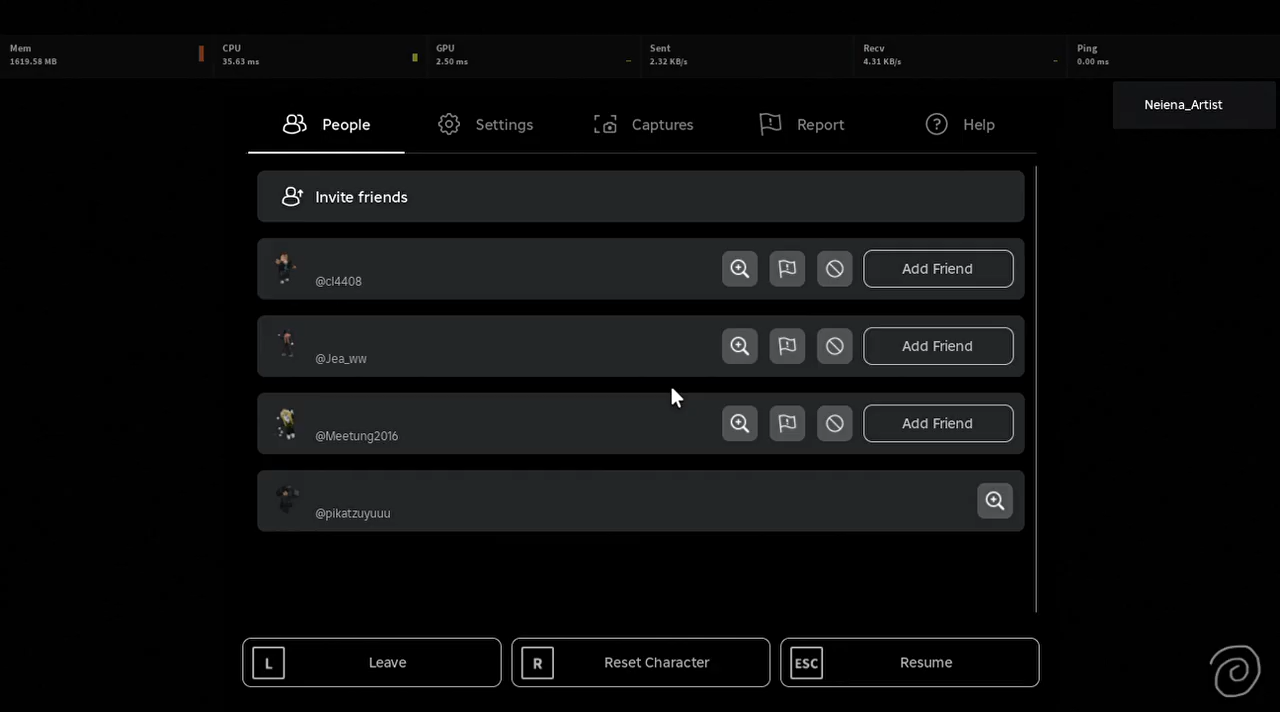 Mem
1619.58 MB
CPU
35.63 ms
GPU
2.50 ms
Sent
2.32 KB/s
Recv
4.31 KB/s
Ping
0.00 ms
Neiena_Artist
People
Settings
Captures
Report
Help
Invite friends
@cl4408
Add Friend
@Jea_ww
Add Friend
@Meetung2016
Add Friend
@pikatzuyuuu
L Leave
R Reset Character
ESC Resume